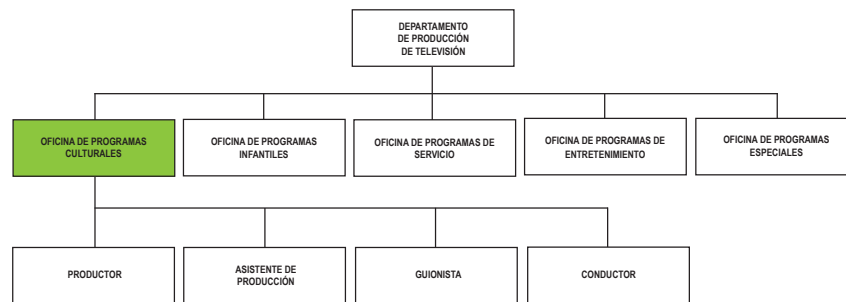 DEPARTAMENTO
DE PRODUCCIÓN
DE TELEVISIÓN
OFICINA DE PROGRAMAS
CULTURALES
OFICINA DE PROGRAMAS
INFANTILES
OFICINA DE PROGRAMAS DE
SERVICIO
OFICINA DE PROGRAMAS DE
ENTRETENIMIENTO
OFICINA DE PROGRAMAS
ESPECIALES
PRODUCTOR
ASISTENTE DE
PRODUCCIÓN
GUIONISTA
CONDUCTOR